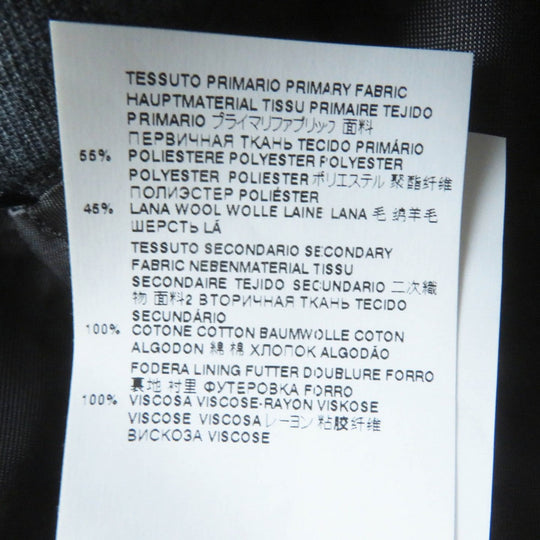 TESSUTO PRIMARIO PRIMARY FABRIC
HAUPTMATERIAL TISSU PRIMAIRE TEJIDO
PRIMARIO プライマリファブリック 面料
ПЕРВИЧНАЯ ТКАНЬ TECIDO PRIMÁRIO
55% POLIESTERE POLYESTER POLYESTER
POLYESTER POLIESTER ポリエステル 聚酯纤维
ПОЛИЭСТЕР POLIÉSTER
45% LANA WOOL WOLLE LAINE LANA 毛 绵羊毛
ШЕРСТЬ LÃ
TESSUTO SECONDARIO SECONDARY
FABRIC NEBENMATERIAL TISSU
SECONDAIRE TEJIDO SECUNDARIO 二次織
物 面料2 ВТОРИЧНАЯ ТКАНЬ TECIDO
SECUNDÁRIO
100% COTONE COTTON BAUMWOLLE COTON
ALGODON 綿 棉 ХЛОПОК ALGODÃO
FODERA LINING FUTTER DOUBLURE FORRO
裏地 衬里 ФУТЕРОВКА FORRO
100% VISCOSA VISCOSE-RAYON VISKOSE
VISCOSE VISCOSA レーヨン 粘胶纤维
ВИСКОЗА VISCOSE